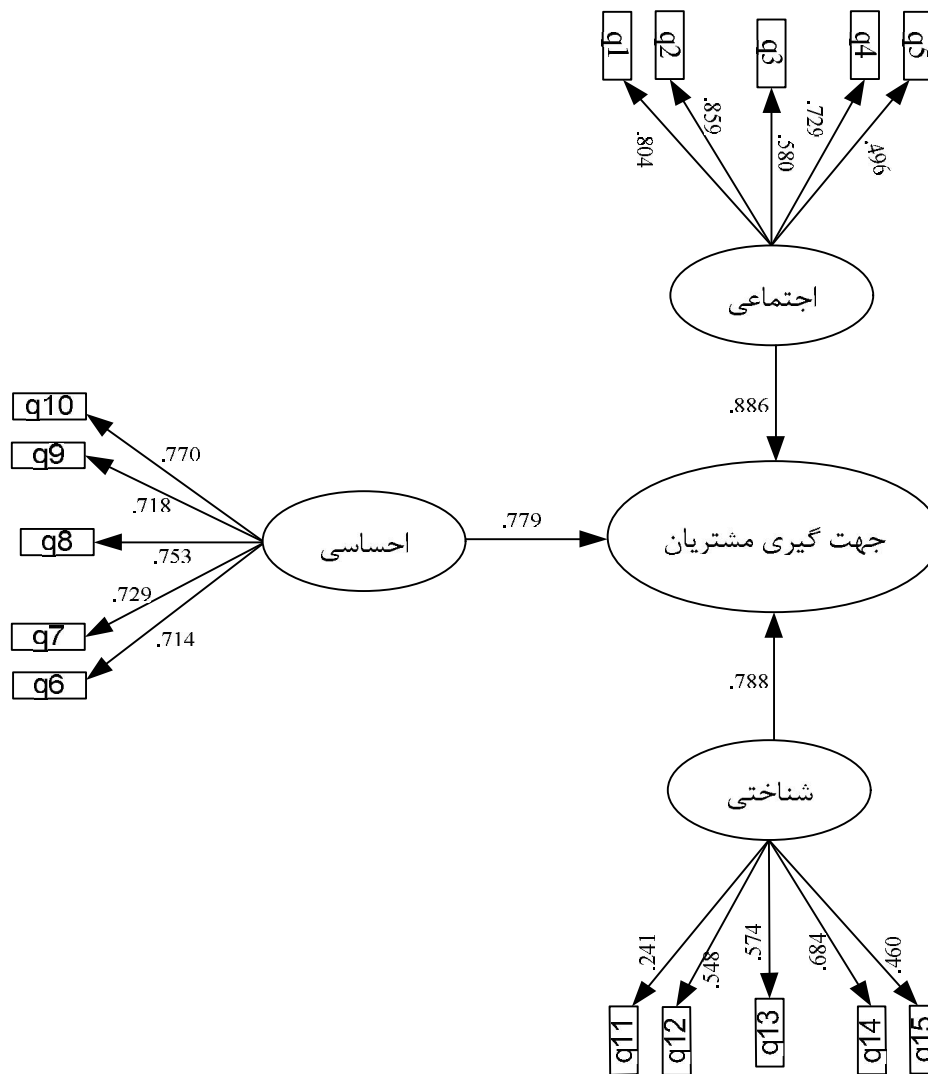 q1
q2
q3
q4
q5
.804
.859
.580
.729
.496
اجتماعی
.886
q10
q9
q8
q7
q6
.770
.718
.753
.729
.714
احساسی
.779
جهت گیری مشتریان
.788
شناختی
.241
.548
.574
.684
.460
q11
q12
q13
q14
q15